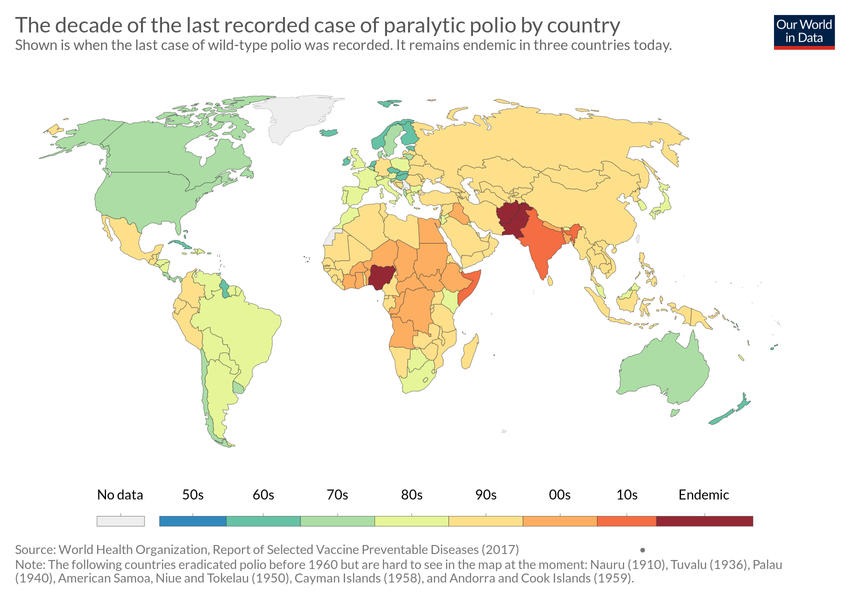 The decade of the last recorded case of paralytic polio by country
Shown is when the last case of wild-type polio was recorded. It remains endemic in three countries today.
Our World
in Data
No data
50s
60s
70s
80s
90s
00s
10s
Endemic
Source: World Health Organization, Report of Selected Vaccine Preventable Diseases (2017)
Note: The following countries eradicated polio before 1960 but are hard to see in the map at the moment: Nauru (1910), Tuvalu (1936), Palau
(1940), American Samoa, Niue and Tokelau (1950), Cayman Islands (1958), and Andorra and Cook Islands (1959).